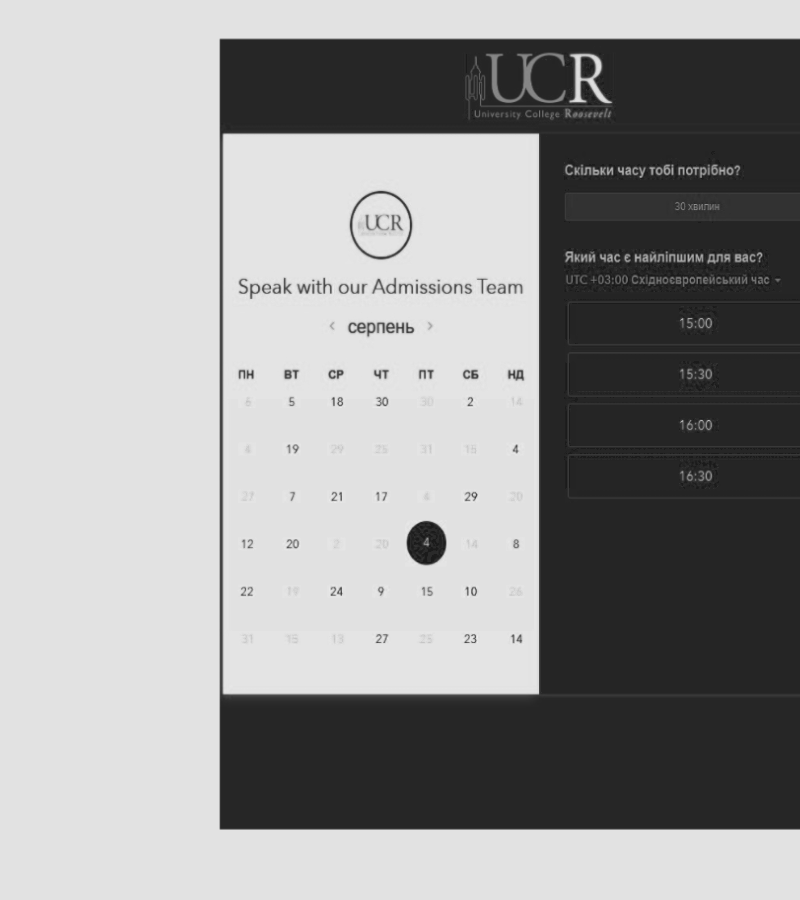 UCR
University College Roosevelt
UCR
Speak with our Admissions Team
‹ серпень ›
ПН ВТ СР ЧТ ПТ СБ НД
6 5 18 30 30 2 14
4 19 29 25 31 15 4
27 7 21 17 4 29 20
12 20 2 20 4 14 8
22 19 24 9 15 10 26
31 15 13 27 25 23 14
Скільки часу тобі потрібно?
30 хвилин
Який час є найліпшим для вас?
UTC +03:00 Східноєвропейський час
15:00
15:30
16:00
16:30